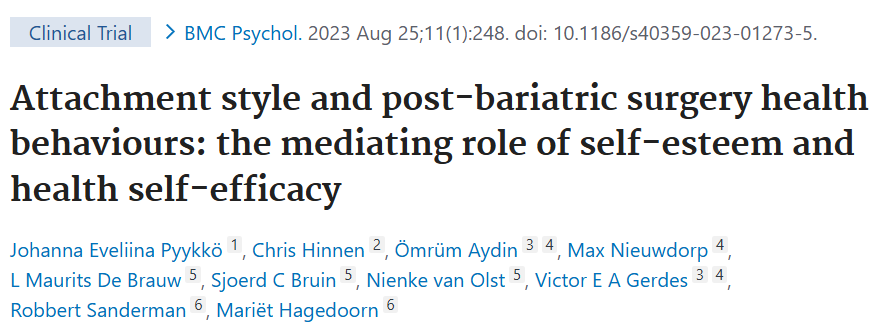 Clinical Trial > BMC Psychol. 2023 Aug 25;11(1):248. doi: 10.1186/s40359-023-01273-5.
Attachment style and post-bariatric surgery health
behaviours: the mediating role of self-esteem and
health self-efficacy
Johanna Eveliina Pyykkö 1, Chris Hinnen 2, Ömrüm Aydin 3 4, Max Nieuwdorp 4,
L Maurits De Brauw 5, Sjoerd C Bruin 5, Nienke van Olst 5, Victor E A Gerdes 3 4,
Robbert Sanderman 6, Mariët Hagedoorn 6